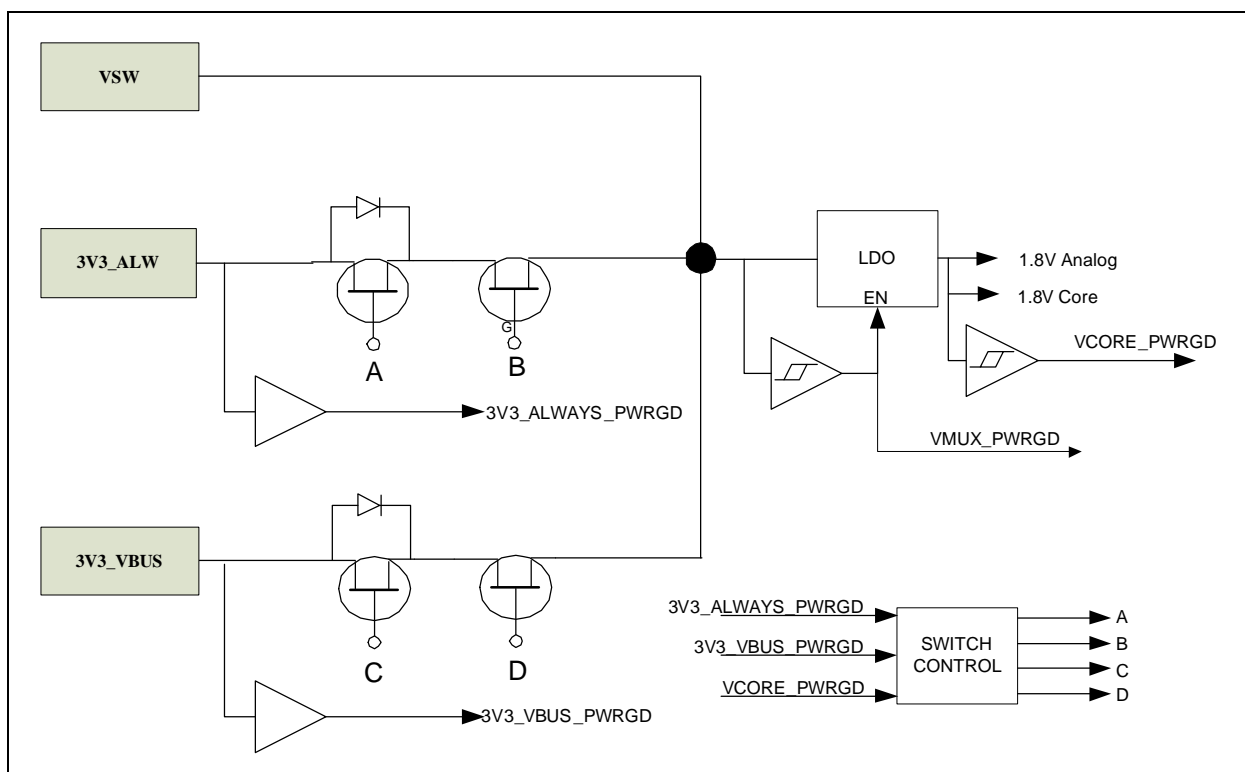 VSW
3V3_ALW
LDO
EN
1.8V Analog
1.8V Core
VCORE_PWRGD
G
A
B
3V3_ALWAYS_PWRGD
VMUX_PWRGD
3V3_VBUS
C
D
3V3_VBUS_PWRGD
3V3_ALWAYS_PWRGD
3V3_VBUS_PWRGD
VCORE_PWRGD
SWITCH
CONTROL
A
B
C
D